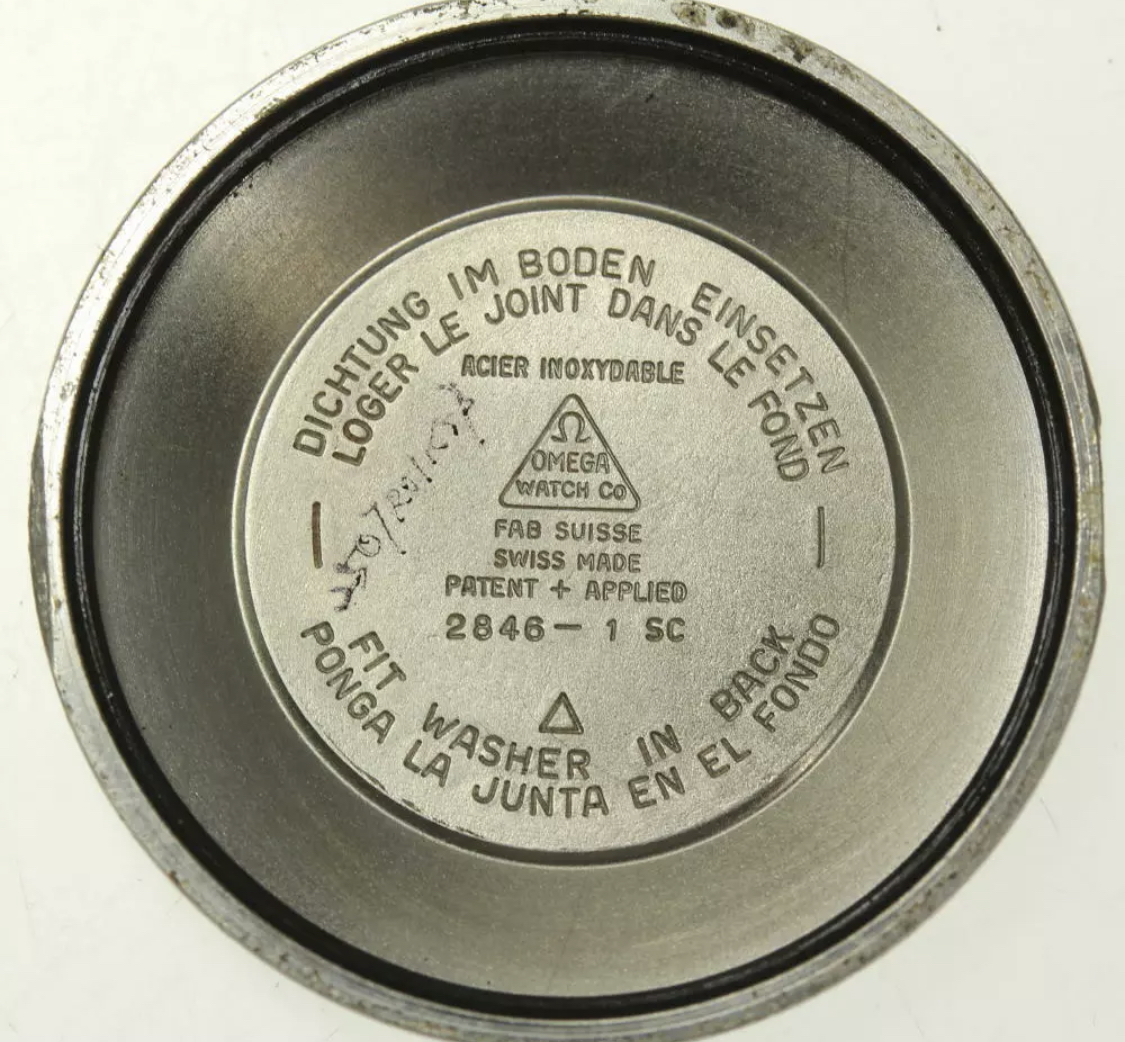 DICHTUNG IM BODEN EINSETZEN
LOGER LE JOINT DANS LE FOND
ACIER INOXYDABLE
Ω
OMEGA
WATCH Co
FAB SUISSE
SWISS MADE
PATENT + APPLIED
2846 - 1 SC
FIT WASHER IN BACK
PONGA LA JUNTA EN EL FONDO